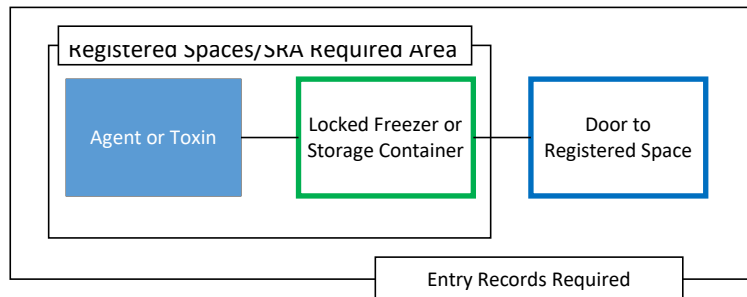 Registered Spaces/SRA Required Area
Agent or Toxin
Locked Freezer or
Storage Container
Door to
Registered Space
Entry Records Required